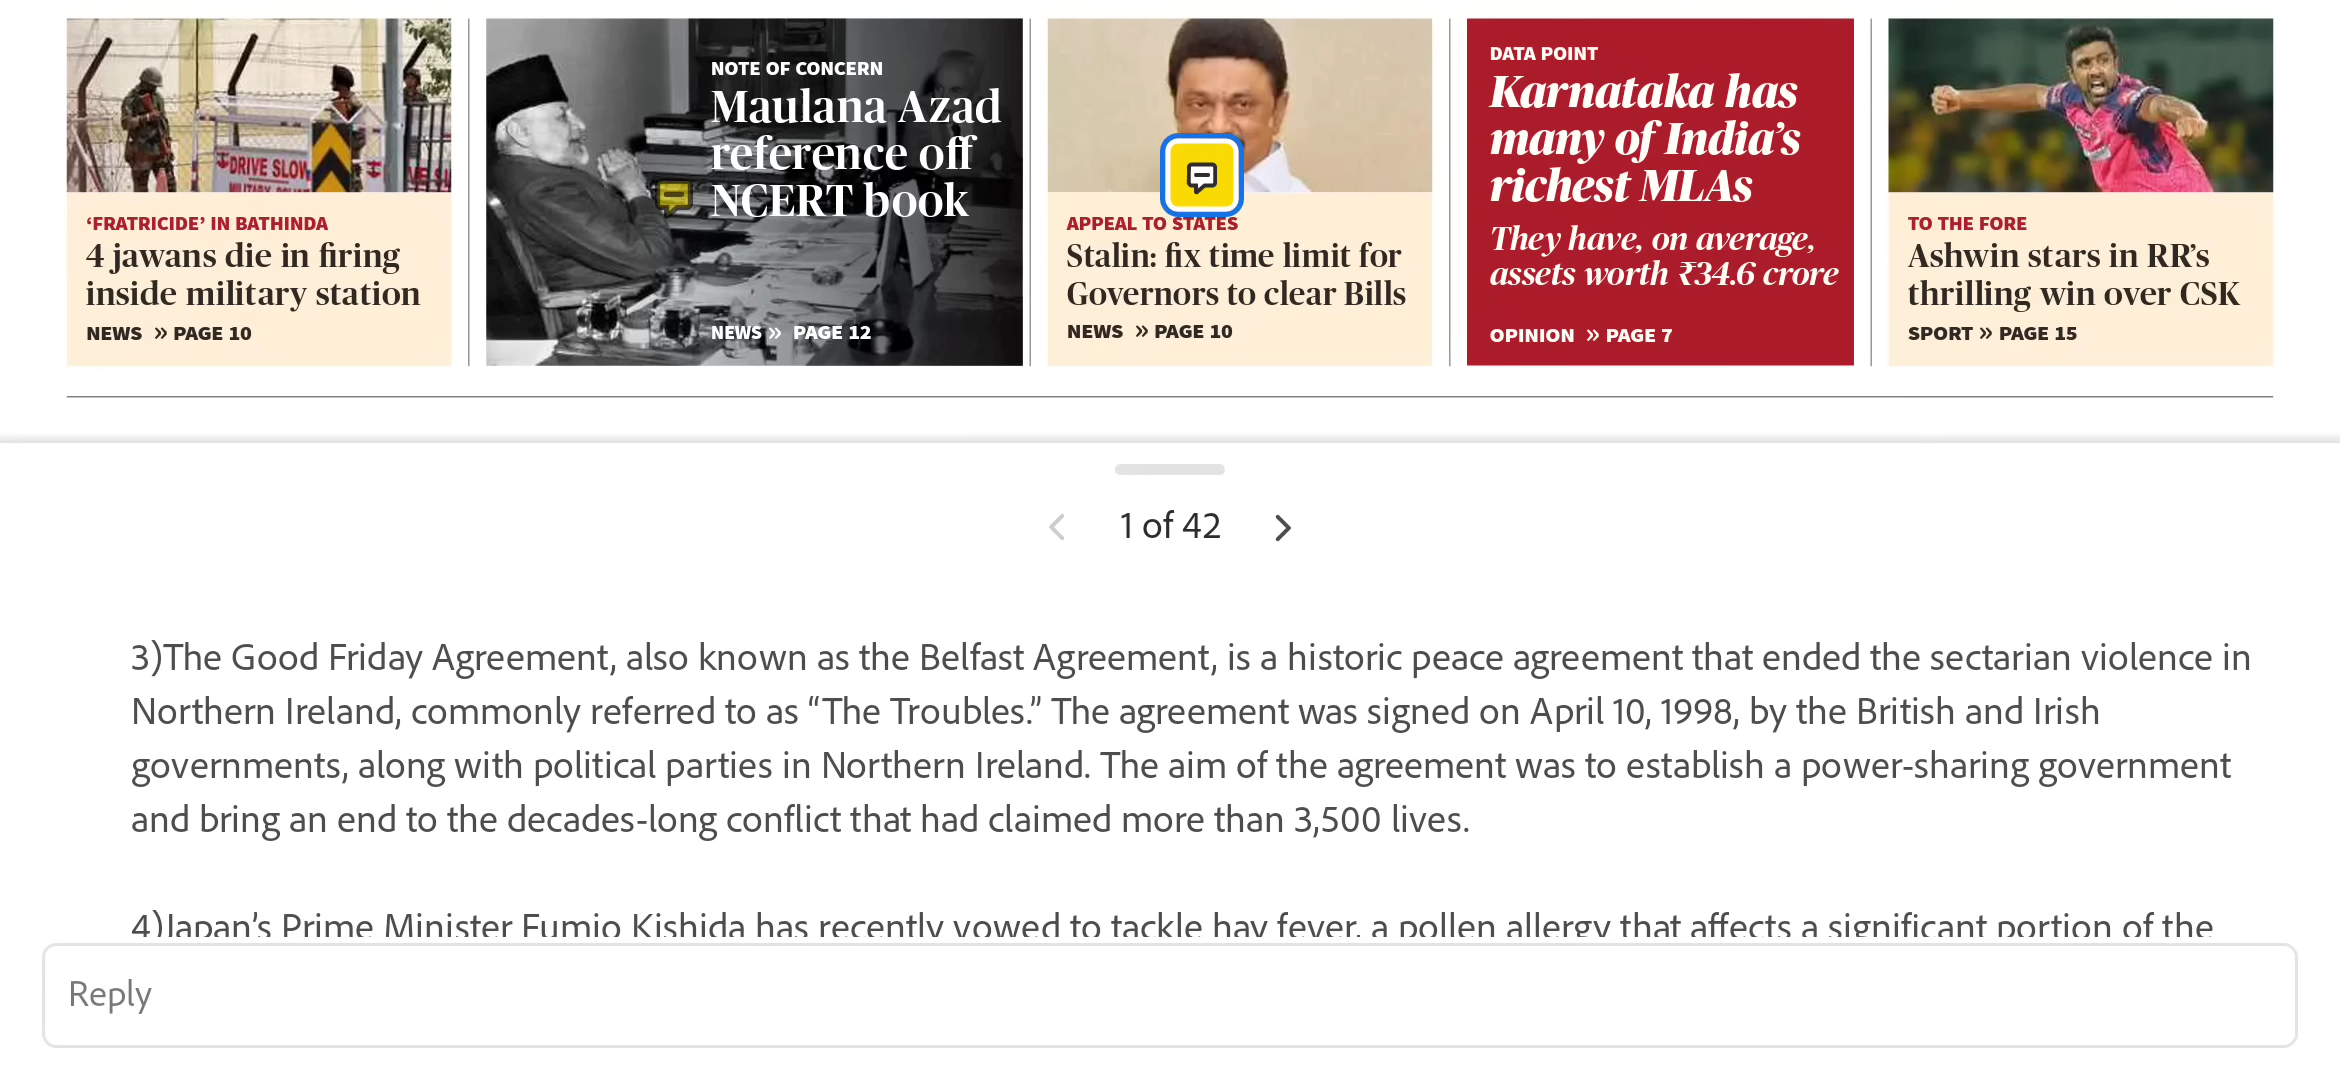 DRIVE SLOW
‘FRATRICIDE’ IN BATHINDA
4 jawans die in firing
inside military station
NEWS » PAGE 10
NOTE OF CONCERN
Maulana Azad
reference off
NCERT book
NEWS » PAGE 12
APPEAL TO STATES
Stalin: fix time limit for
Governors to clear Bills
NEWS » PAGE 10
DATA POINT
Karnataka has
many of India’s
richest MLAs
They have, on average,
assets worth ₹34.6 crore
OPINION » PAGE 7
TO THE FORE
Ashwin stars in RR’s
thrilling win over CSK
SPORT » PAGE 15
1 of 42
3)The Good Friday Agreement, also known as the Belfast Agreement, is a historic peace agreement that ended the sectarian violence in
Northern Ireland, commonly referred to as “The Troubles.” The agreement was signed on April 10, 1998, by the British and Irish
governments, along with political parties in Northern Ireland. The aim of the agreement was to establish a power-sharing government
and bring an end to the decades-long conflict that had claimed more than 3,500 lives.
4)Japan’s Prime Minister Fumio Kishida has recently vowed to tackle hay fever, a pollen allergy that affects a significant portion of the
Reply